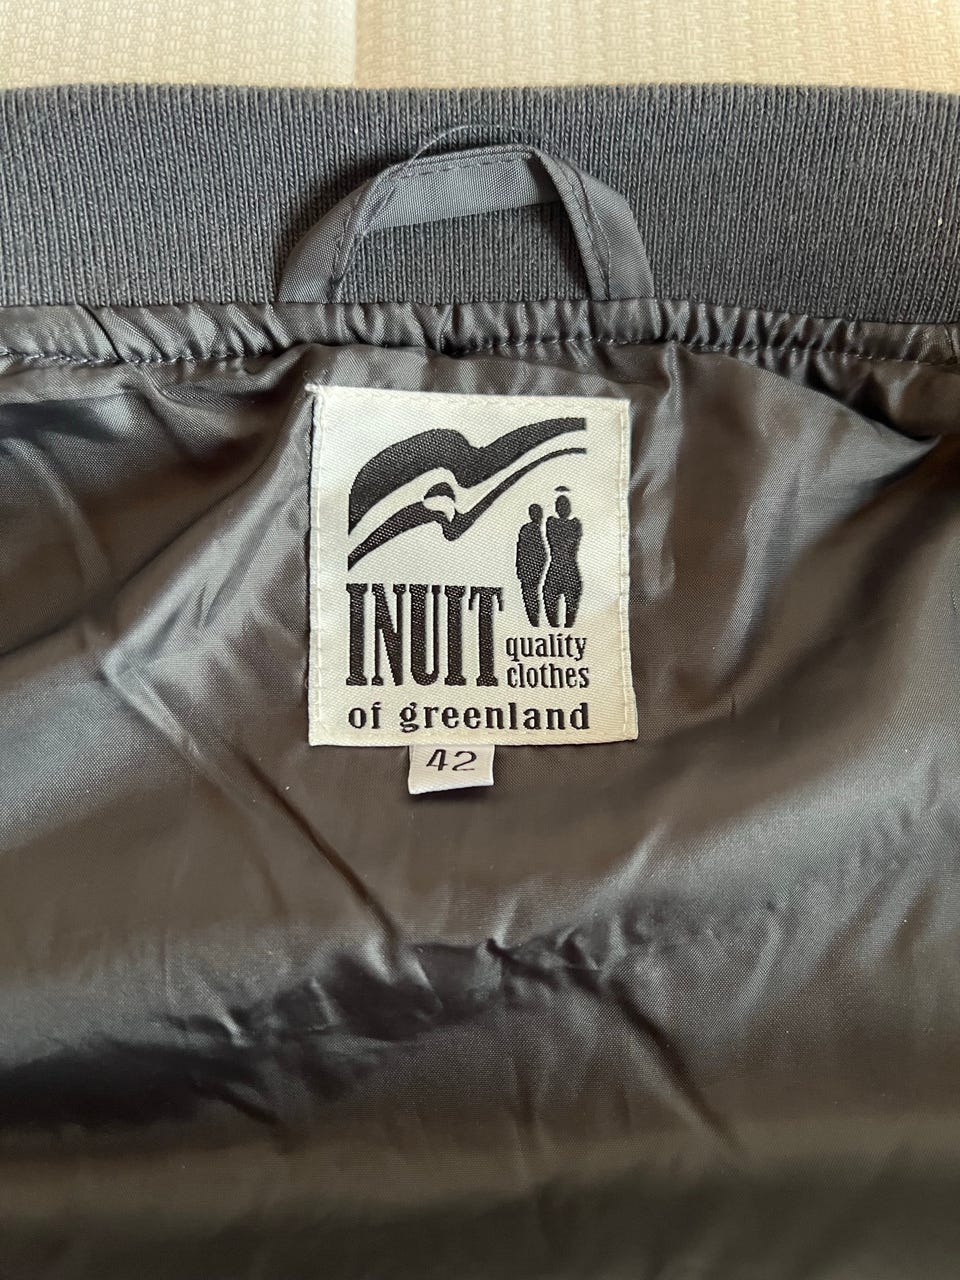 INUIT
quality
clothes
of greenland
42